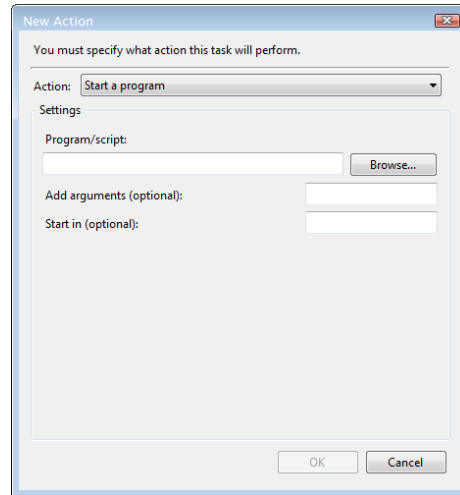 New Action
You must specify what action this task will perform.
Action: Start a program
Settings
Program/script:
Browse...
Add arguments (optional):
Start in (optional):
OK Cancel